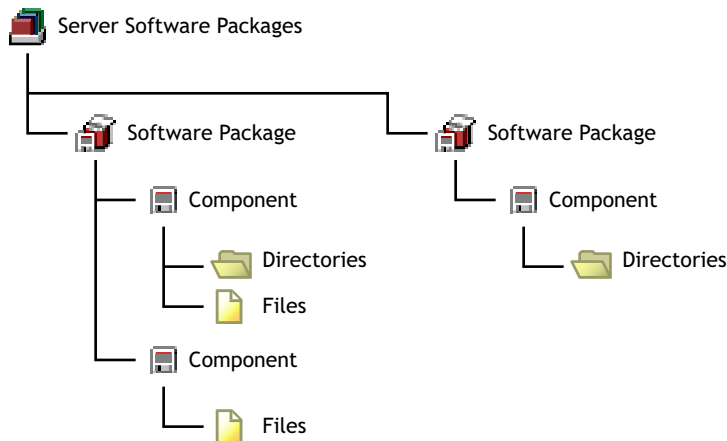 Server Software Packages
Software Package
Component
Directories
Files
Component
Files
Software Package
Component
Directories